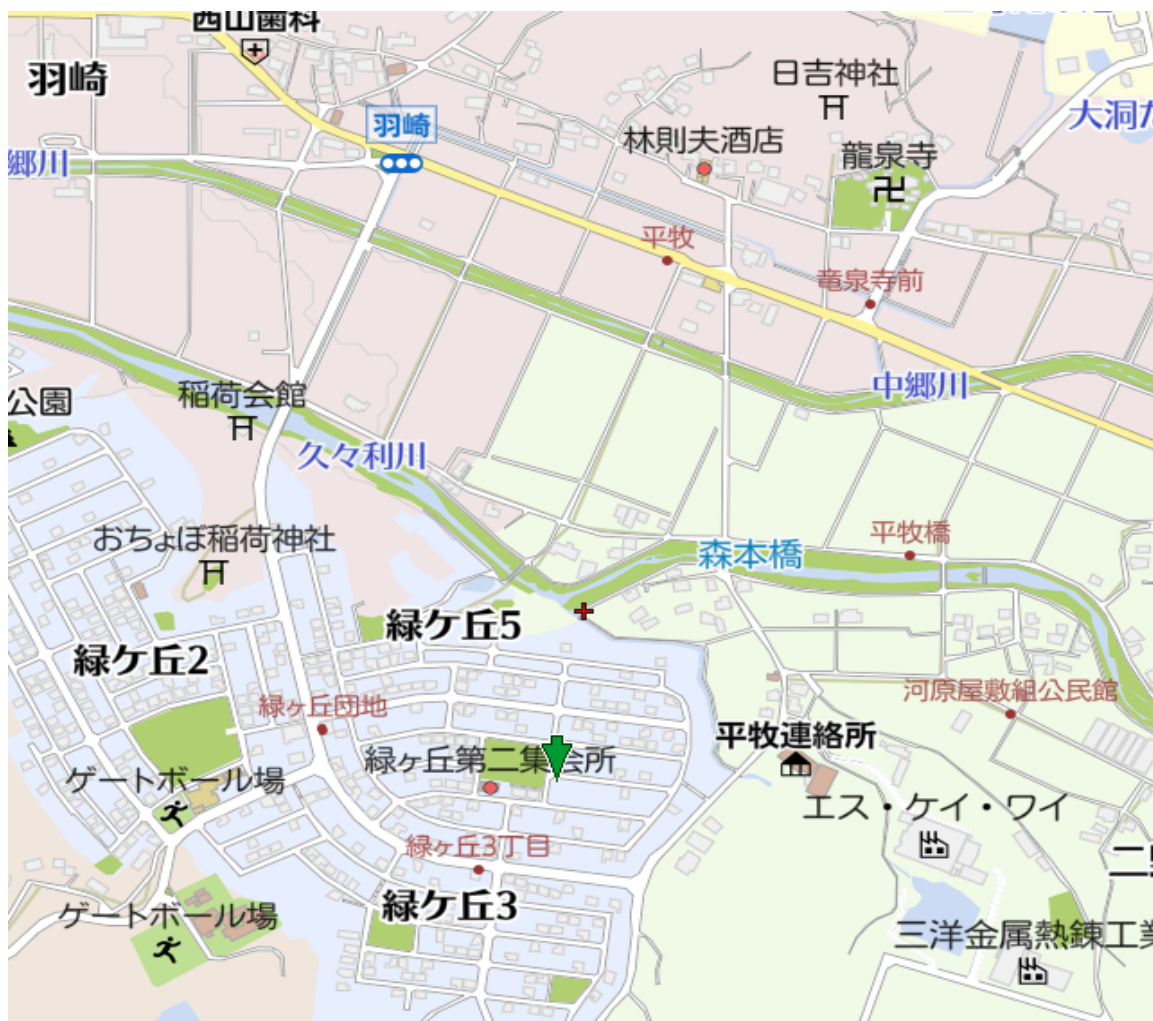 西山歯科
羽崎
日吉神社
羽崎
林則夫酒店
龍泉寺
郷川
平牧
竜泉寺前
中郷川
公園
稲荷会館
久々利川
おちょぼ稲荷神社
森本橋
平牧橋
緑ケ丘5
緑ケ丘2
緑ヶ丘団地
河原屋敷組公民館
緑ヶ丘第二集会所
平牧連絡所
ゲートボール場
エス・ケイ・ワイ
緑ヶ丘3丁目
緑ケ丘3
ゲートボール場
三洋金属熱錬工業